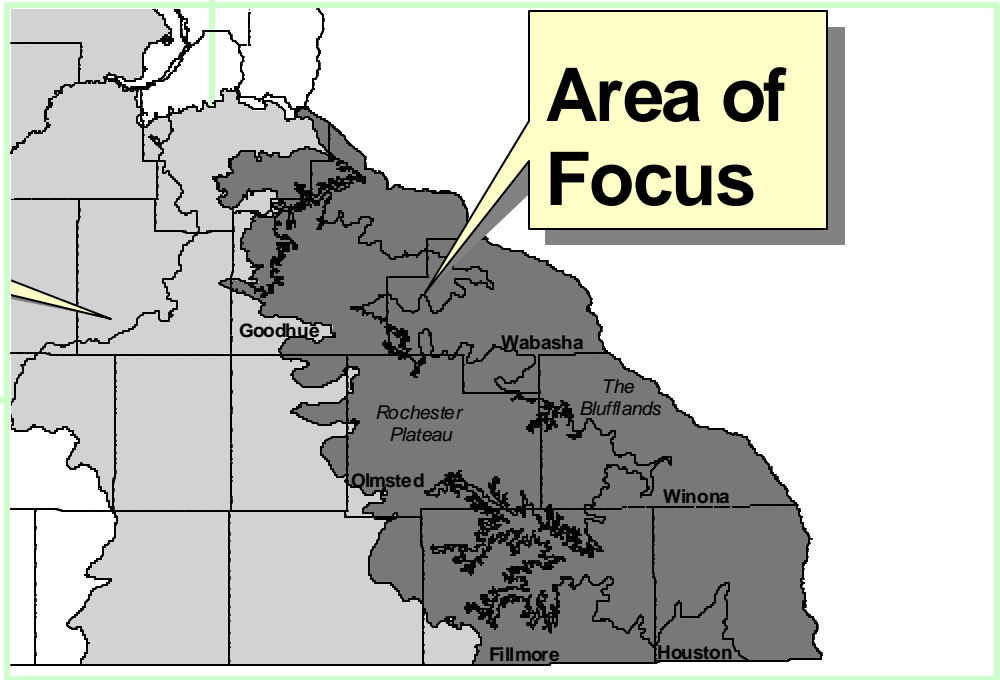 Area of
Focus
Goodhue
Wabasha
The
Blufflands
Rochester
Plateau
Olmsted
Winona
Fillmore
Houston